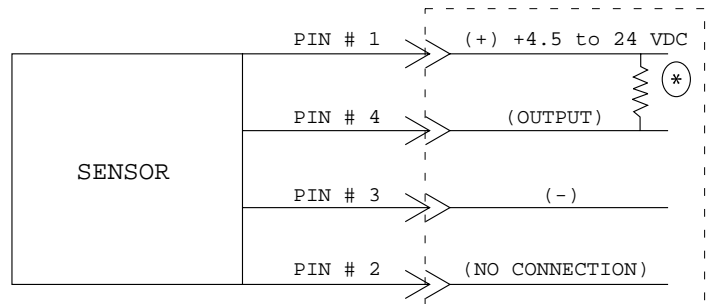 PIN # 1 (+) +4.5 to 24 VDC
*
PIN # 4 (OUTPUT)
SENSOR
PIN # 3 (-)
PIN # 2 (NO CONNECTION)